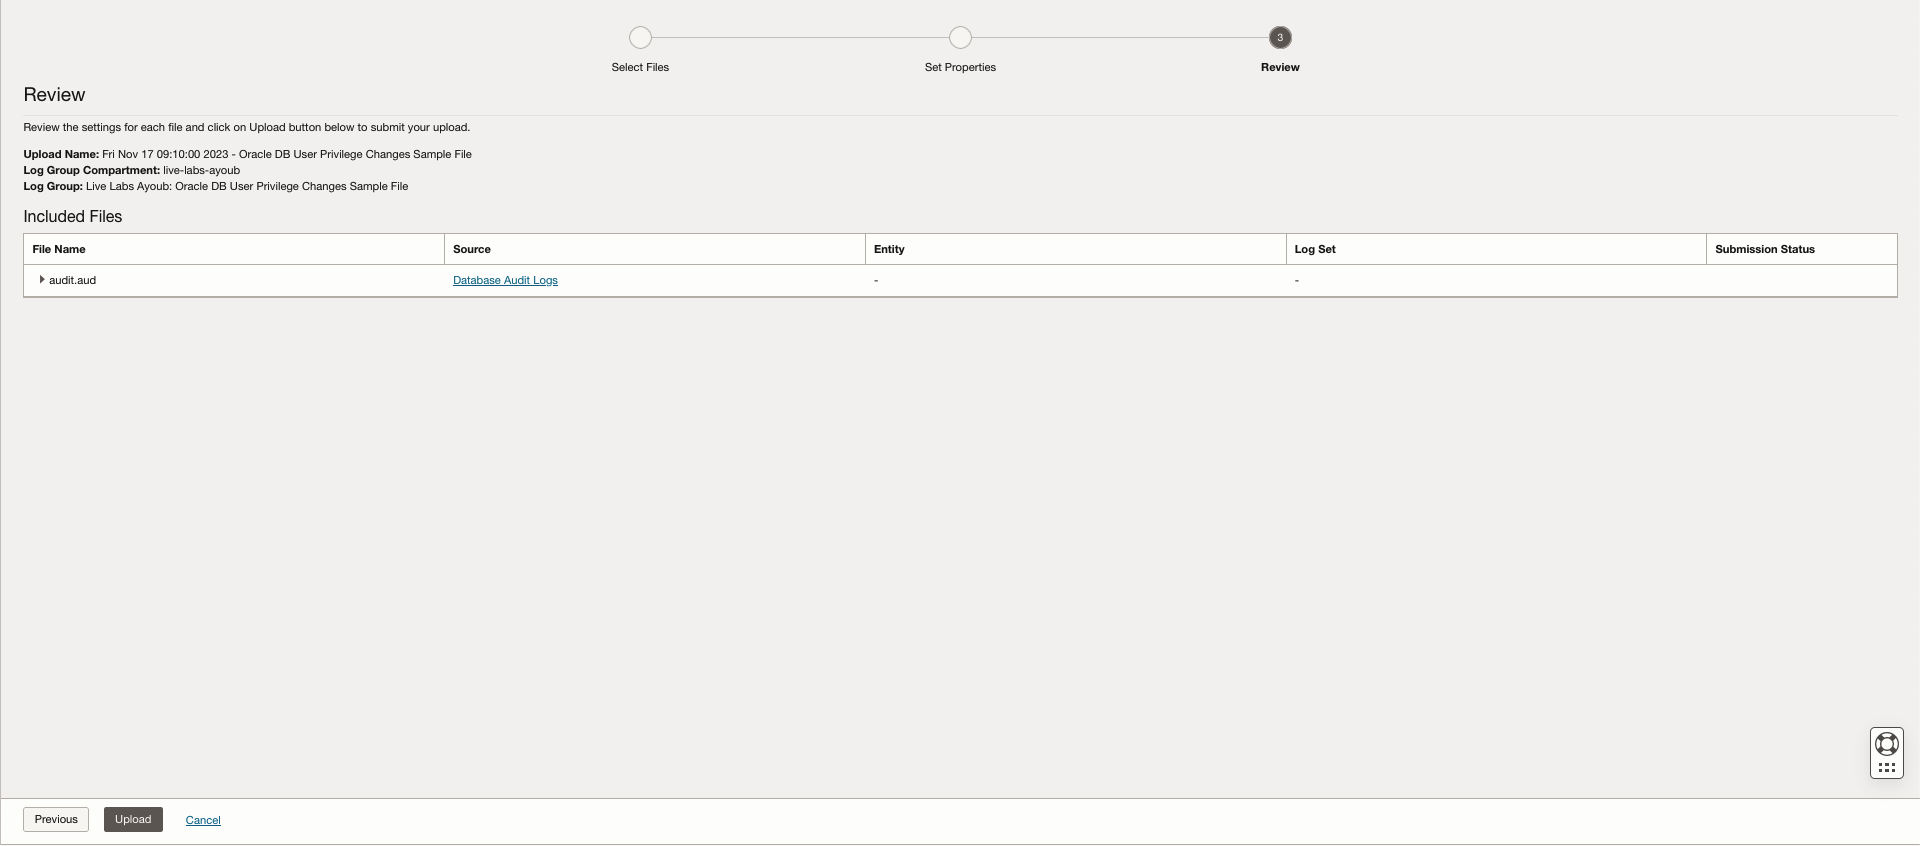 3
Select Files
Set Properties
Review
Review
Review the settings for each file and click on Upload button below to submit your upload.
Upload Name: Fri Nov 17 09:10:00 2023 - Oracle DB User Privilege Changes Sample File
Log Group Compartment: live-labs-ayoub
Log Group: Live Labs Ayoub: Oracle DB User Privilege Changes Sample File
Included Files
File Name Source Entity Log Set Submission Status
audit.aud Database Audit Logs - -
Previous Upload Cancel